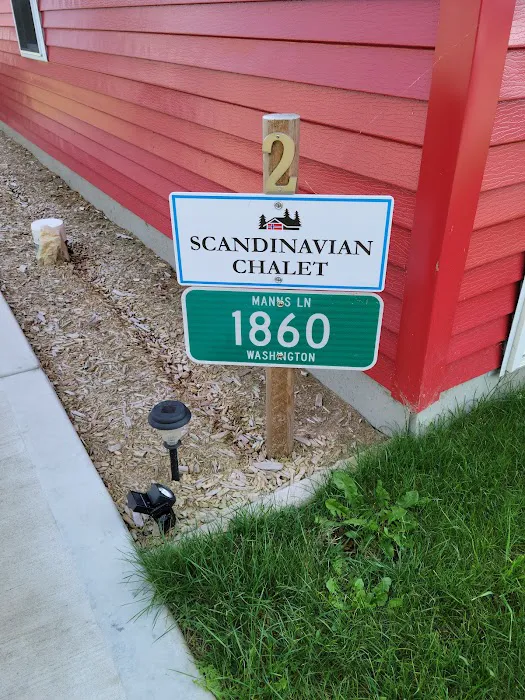 2
SCANDINAVIAN
CHALET
MANNS LN
1860
WASHINGTON